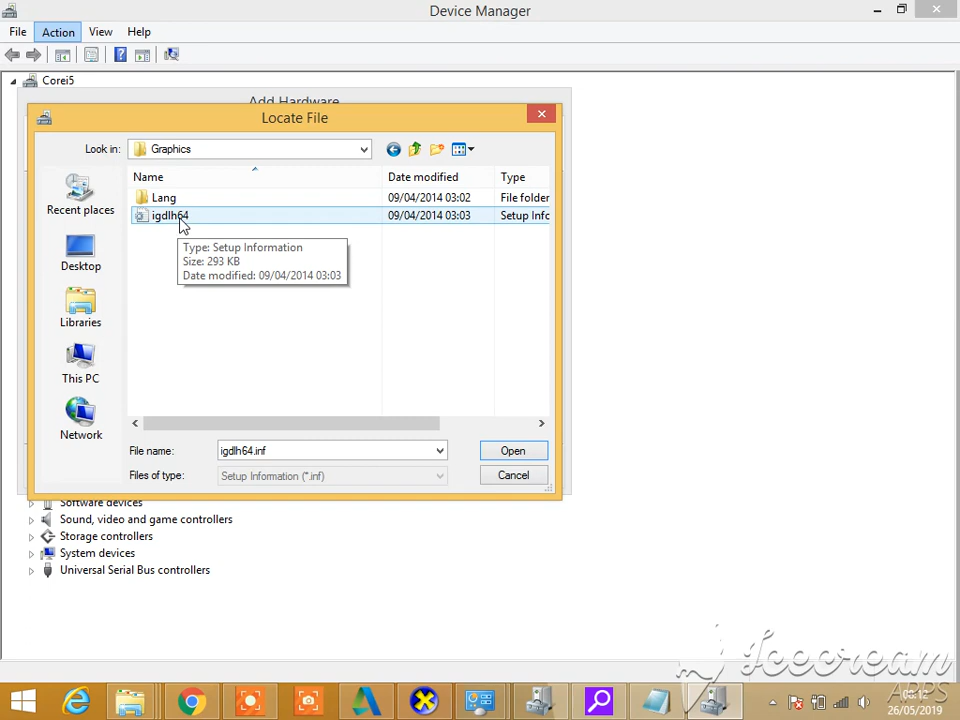 Device Manager
File Action View Help
Corei5
Add Hardware
Locate File
Look in: Graphics
Name Date modified Type
Lang 09/04/2014 03:02 File folder
igdlh64 09/04/2014 03:03 Setup Info
Type: Setup Information
Size: 293 KB
Date modified: 09/04/2014 03:03
Recent places
Desktop
Libraries
This PC
Network
File name: igdlh64.inf Open
Files of type: Setup Information (*.inf) Cancel
Software devices
Sound, video and game controllers
Storage controllers
System devices
Universal Serial Bus controllers
Icecream
APPS
26/05/2019